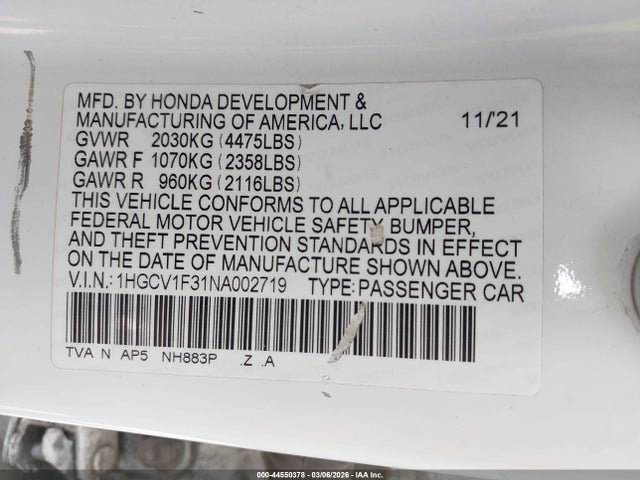 MFD. BY HONDA DEVELOPMENT &
MANUFACTURING OF AMERICA, LLC 11/'21
GVWR 2030KG (4475LBS)
GAWR F 1070KG (2358LBS)
GAWR R 960KG (2116LBS)
THIS VEHICLE CONFORMS TO ALL APPLICABLE
FEDERAL MOTOR VEHICLE SAFETY BUMPER,
AND THEFT PREVENTION STANDARDS IN EFFECT
ON THE DATE OF MANUFACTURE SHOWN ABOVE.
V.I.N.: 1HGCV1F31NA002719 TYPE: PASSENGER CAR
TVA N AP5 NH883P .Z .A
000-44550378 | 03/06/2026 | IAA Inc.